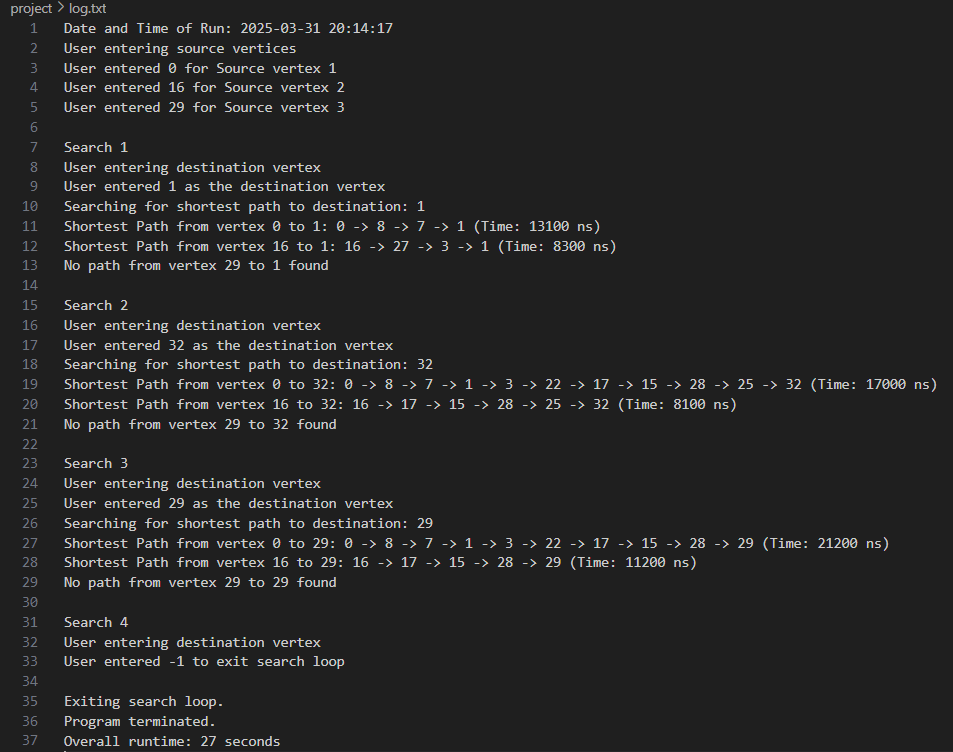 project > log.txt
1 Date and Time of Run: 2025-03-31 20:14:17
2 User entering source vertices
3 User entered 0 for Source vertex 1
4 User entered 16 for Source vertex 2
5 User entered 29 for Source vertex 3
6
7 Search 1
8 User entering destination vertex
9 User entered 1 as the destination vertex
10 Searching for shortest path to destination: 1
11 Shortest Path from vertex 0 to 1: 0 -> 8 -> 7 -> 1 (Time: 13100 ns)
12 Shortest Path from vertex 16 to 1: 16 -> 27 -> 3 -> 1 (Time: 8300 ns)
13 No path from vertex 29 to 1 found
14
15 Search 2
16 User entering destination vertex
17 User entered 32 as the destination vertex
18 Searching for shortest path to destination: 32
19 Shortest Path from vertex 0 to 32: 0 -> 8 -> 7 -> 1 -> 3 -> 22 -> 17 -> 15 -> 28 -> 25 -> 32 (Time: 17000 ns)
20 Shortest Path from vertex 16 to 32: 16 -> 17 -> 15 -> 28 -> 25 -> 32 (Time: 8100 ns)
21 No path from vertex 29 to 32 found
22
23 Search 3
24 User entering destination vertex
25 User entered 29 as the destination vertex
26 Searching for shortest path to destination: 29
27 Shortest Path from vertex 0 to 29: 0 -> 8 -> 7 -> 1 -> 3 -> 22 -> 17 -> 15 -> 28 -> 29 (Time: 21200 ns)
28 Shortest Path from vertex 16 to 29: 16 -> 17 -> 15 -> 28 -> 29 (Time: 11200 ns)
29 No path from vertex 29 to 29 found
30
31 Search 4
32 User entering destination vertex
33 User entered -1 to exit search loop
34
35 Exiting search loop.
36 Program terminated.
37 Overall runtime: 27 seconds